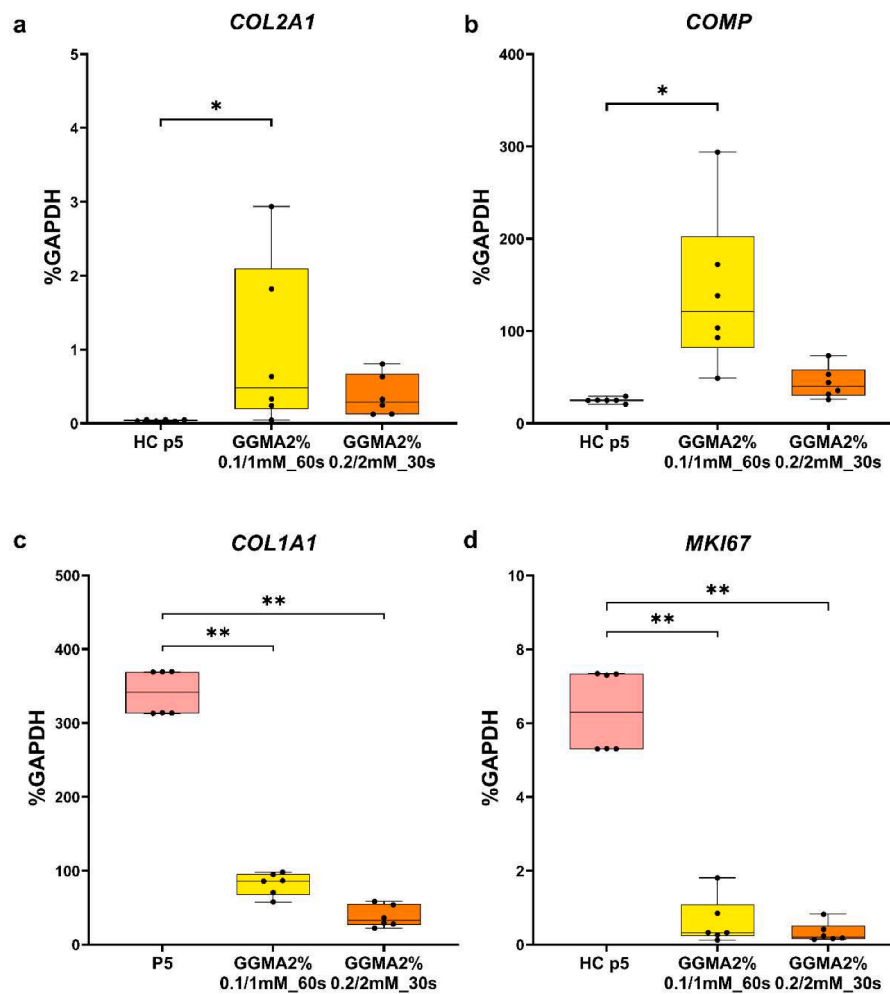 a
COL2A1
%GAPDH
5
4
3
2
1
0
*
HC p5
GGMA2%
0.1/1mM_60s
GGMA2%
0.2/2mM_30s
b
COMP
%GAPDH
400
300
200
100
0
*
HC p5
GGMA2%
0.1/1mM_60s
GGMA2%
0.2/2mM_30s
c
COL1A1
%GAPDH
500
400
300
200
100
0
**
**
P5
GGMA2%
0.1/1mM_60s
GGMA2%
0.2/2mM_30s
d
MKI67
%GAPDH
10
8
6
4
2
0
**
**
HC p5
GGMA2%
0.1/1mM_60s
GGMA2%
0.2/2mM_30s